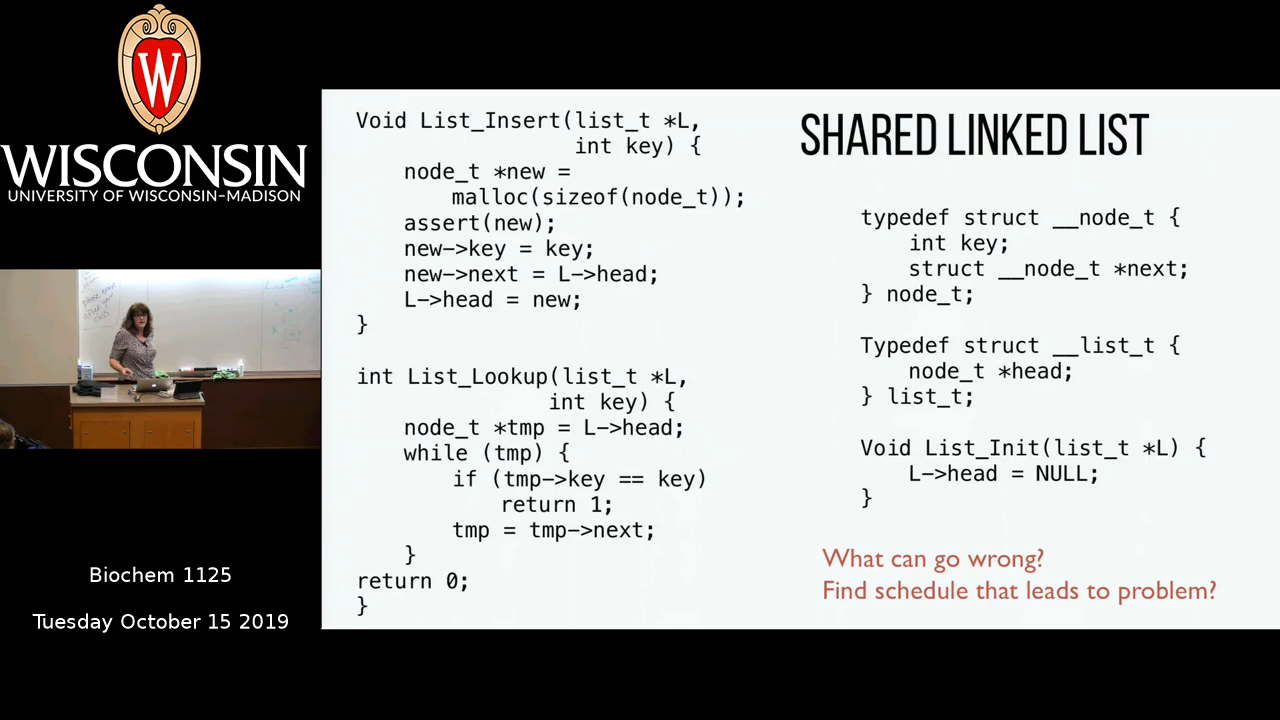 W
WISCONSIN
UNIVERSITY OF WISCONSIN–MADISON
Biochem 1125
Tuesday October 15 2019
Void List_Insert(list_t *L,
int key) {
node_t *new =
malloc(sizeof(node_t));
assert(new);
new->key = key;
new->next = L->head;
L->head = new;
}
int List_Lookup(list_t *L,
int key) {
node_t *tmp = L->head;
while (tmp) {
if (tmp->key == key)
return 1;
tmp = tmp->next;
}
return 0;
}
SHARED LINKED LIST
typedef struct __node_t {
int key;
struct __node_t *next;
} node_t;
Typedef struct __list_t {
node_t *head;
} list_t;
Void List_Init(list_t *L) {
L->head = NULL;
}
What can go wrong?
Find schedule that leads to problem?